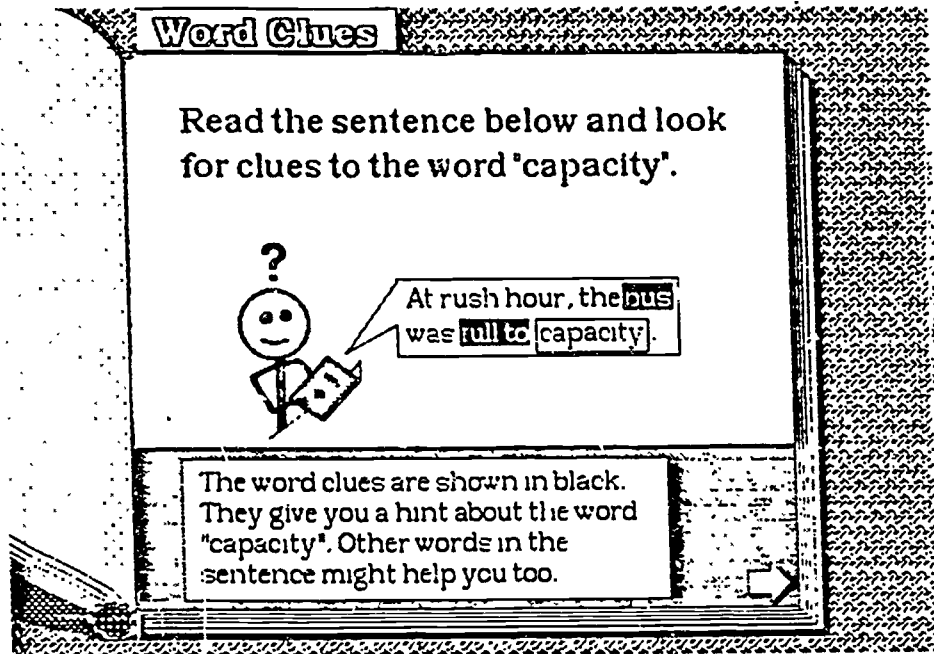 Word Clues
Read the sentence below and look
for clues to the word "capacity".
?
At rush hour, the bus
was full to capacity.
The word clues are shown in black.
They give you a hint about the word
"capacity". Other words in the
sentence might help you too.